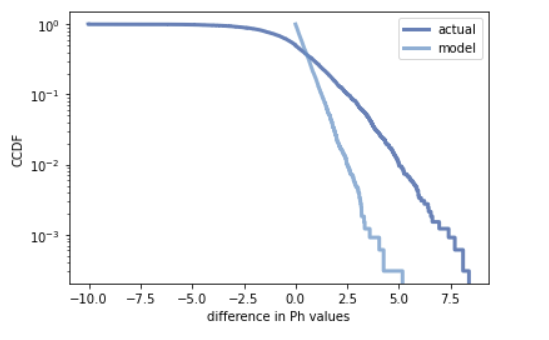 10⁰
10⁻¹
10⁻²
10⁻³
CCDF
actual
model
−10.0 −7.5 −5.0 −2.5 0.0 2.5 5.0 7.5
difference in Ph values